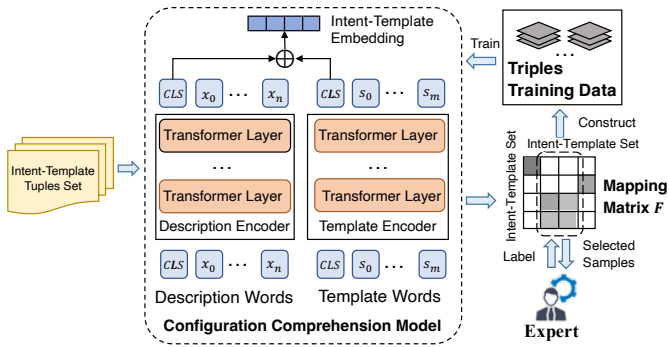 Intent-Template
Embedding
CLS x₀ ··· xₙ CLS s₀ ··· sₘ
Transformer Layer Transformer Layer
··· ···
Transformer Layer Transformer Layer
Description Encoder Template Encoder
CLS x₀ ··· xₙ CLS s₀ ··· sₘ
Description Words Template Words
Configuration Comprehension Model
Intent-Template
Tuples Set
Train
···
Triples
Training Data
Construct
Intent-Template Set
Intent-Template Set
Mapping
Matrix F
Label
Selected
Samples
Expert